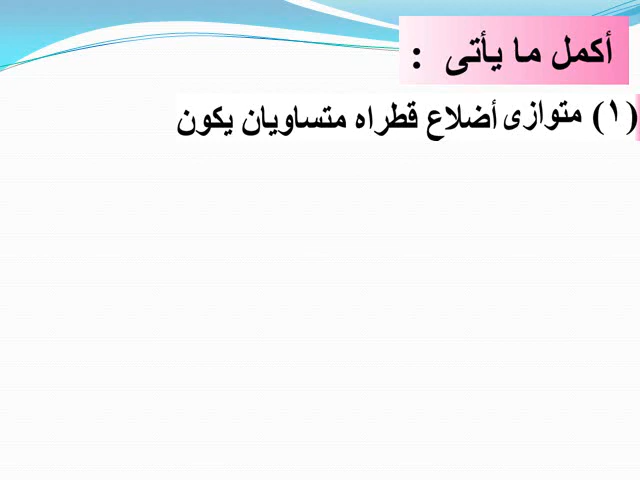 أكمل ما يأتى :
(١) متوازى أضلاع قطراه متساويان يكون